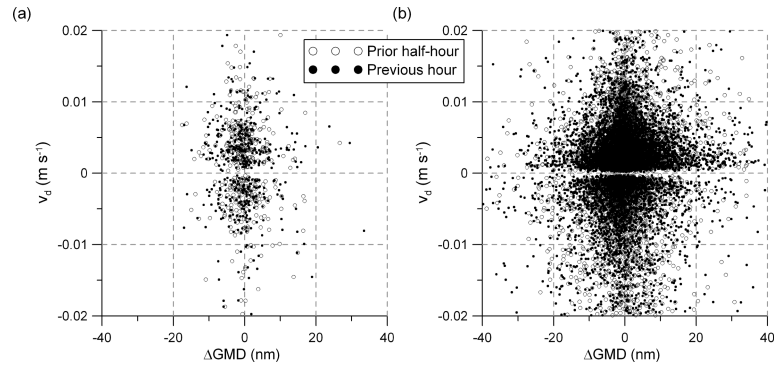 (a)
(b)
0.02
0.01
0
-0.01
-0.02
v_d (m s⁻¹)
-40
-20
0
20
40
ΔGMD (nm)
Prior half-hour
Previous hour
0.02
0.01
0
-0.01
-0.02
v_d (m s⁻¹)
-40
-20
0
20
40
ΔGMD (nm)